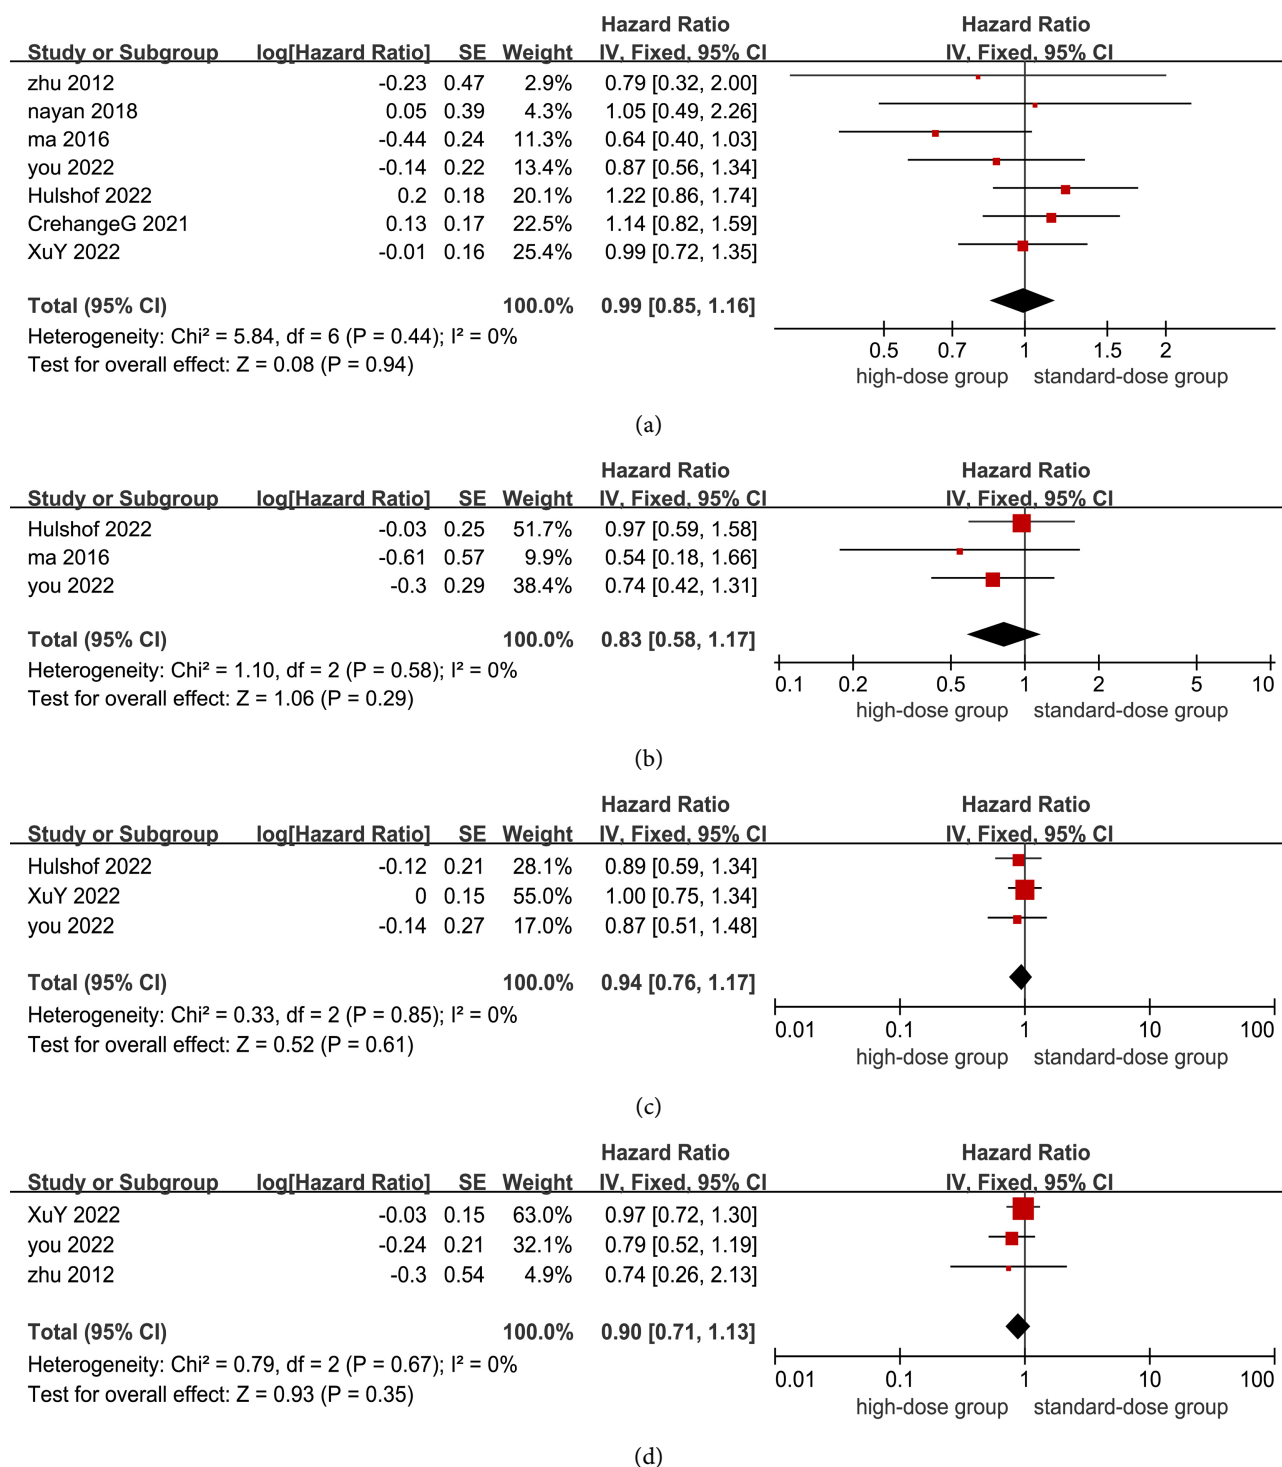 Hazard Ratio Hazard Ratio
Study or Subgroup log[Hazard Ratio] SE Weight IV, Fixed, 95% CI IV, Fixed, 95% CI
zhu 2012 -0.23 0.47 2.9% 0.79 [0.32, 2.00]
nayan 2018 0.05 0.39 4.3% 1.05 [0.49, 2.26]
ma 2016 -0.44 0.24 11.3% 0.64 [0.40, 1.03]
you 2022 -0.14 0.22 13.4% 0.87 [0.56, 1.34]
Hulshof 2022 0.2 0.18 20.1% 1.22 [0.86, 1.74]
CrehangeG 2021 0.13 0.17 22.5% 1.14 [0.82, 1.59]
XuY 2022 -0.01 0.16 25.4% 0.99 [0.72, 1.35]
Total (95% CI) 100.0% 0.99 [0.85, 1.16]
Heterogeneity: Chi² = 5.84, df = 6 (P = 0.44); I² = 0%
Test for overall effect: Z = 0.08 (P = 0.94)
0.5 0.7 1 1.5 2
high-dose group standard-dose group
(a)
Hazard Ratio Hazard Ratio
Study or Subgroup log[Hazard Ratio] SE Weight IV, Fixed, 95% CI IV, Fixed, 95% CI
Hulshof 2022 -0.03 0.25 51.7% 0.97 [0.59, 1.58]
ma 2016 -0.61 0.57 9.9% 0.54 [0.18, 1.66]
you 2022 -0.3 0.29 38.4% 0.74 [0.42, 1.31]
Total (95% CI) 100.0% 0.83 [0.58, 1.17]
Heterogeneity: Chi² = 1.10, df = 2 (P = 0.58); I² = 0%
Test for overall effect: Z = 1.06 (P = 0.29)
0.1 0.2 0.5 1 2 5 10
high-dose group standard-dose group
(b)
Hazard Ratio Hazard Ratio
Study or Subgroup log[Hazard Ratio] SE Weight IV, Fixed, 95% CI IV, Fixed, 95% CI
Hulshof 2022 -0.12 0.21 28.1% 0.89 [0.59, 1.34]
XuY 2022 0 0.15 55.0% 1.00 [0.75, 1.34]
you 2022 -0.14 0.27 17.0% 0.87 [0.51, 1.48]
Total (95% CI) 100.0% 0.94 [0.76, 1.17]
Heterogeneity: Chi² = 0.33, df = 2 (P = 0.85); I² = 0%
Test for overall effect: Z = 0.52 (P = 0.61)
0.01 0.1 1 10 100
high-dose group standard-dose group
(c)
Hazard Ratio Hazard Ratio
Study or Subgroup log[Hazard Ratio] SE Weight IV, Fixed, 95% CI IV, Fixed, 95% CI
XuY 2022 -0.03 0.15 63.0% 0.97 [0.72, 1.30]
you 2022 -0.24 0.21 32.1% 0.79 [0.52, 1.19]
zhu 2012 -0.3 0.54 4.9% 0.74 [0.26, 2.13]
Total (95% CI) 100.0% 0.90 [0.71, 1.13]
Heterogeneity: Chi² = 0.79, df = 2 (P = 0.67); I² = 0%
Test for overall effect: Z = 0.93 (P = 0.35)
0.01 0.1 1 10 100
high-dose group standard-dose group
(d)